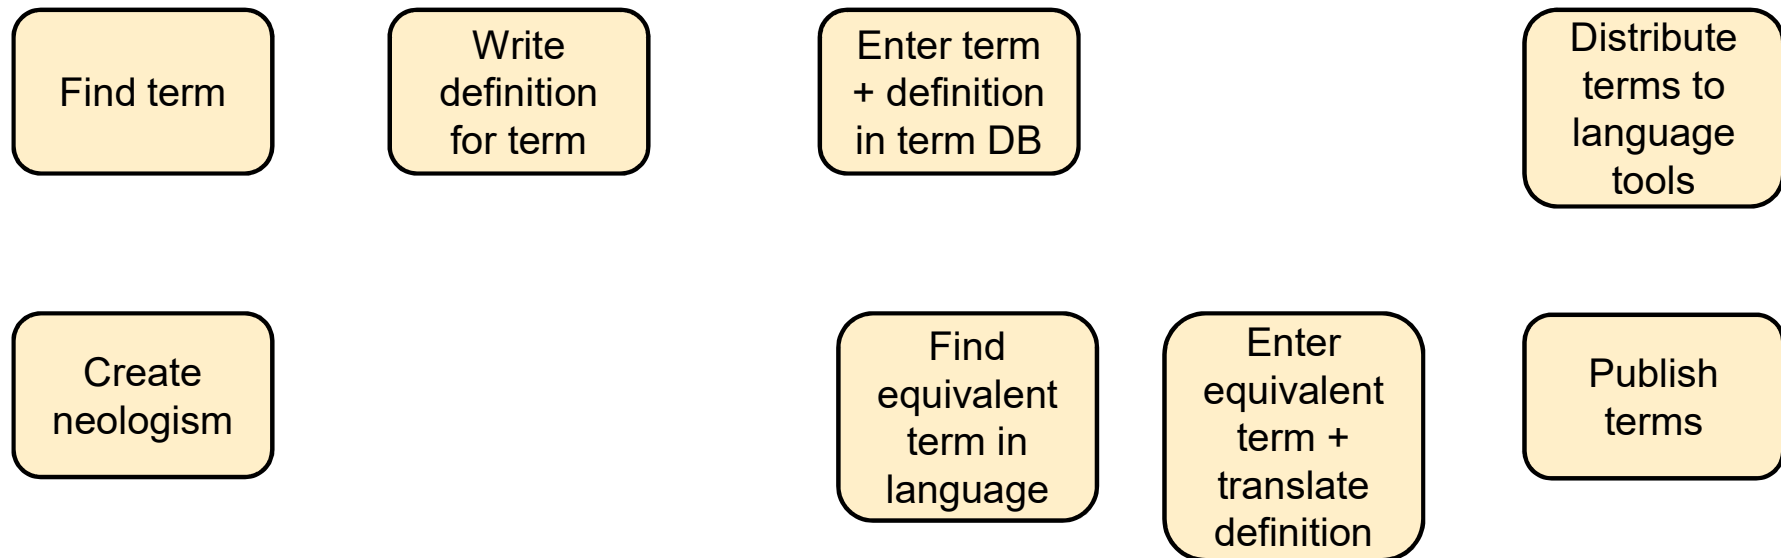 Find term
Write
definition
for term
Enter term
+ definition
in term DB
Distribute
terms to
language
tools
Create
neologism
Find
equivalent
term in
language
Enter
equivalent
term +
translate
definition
Publish
terms